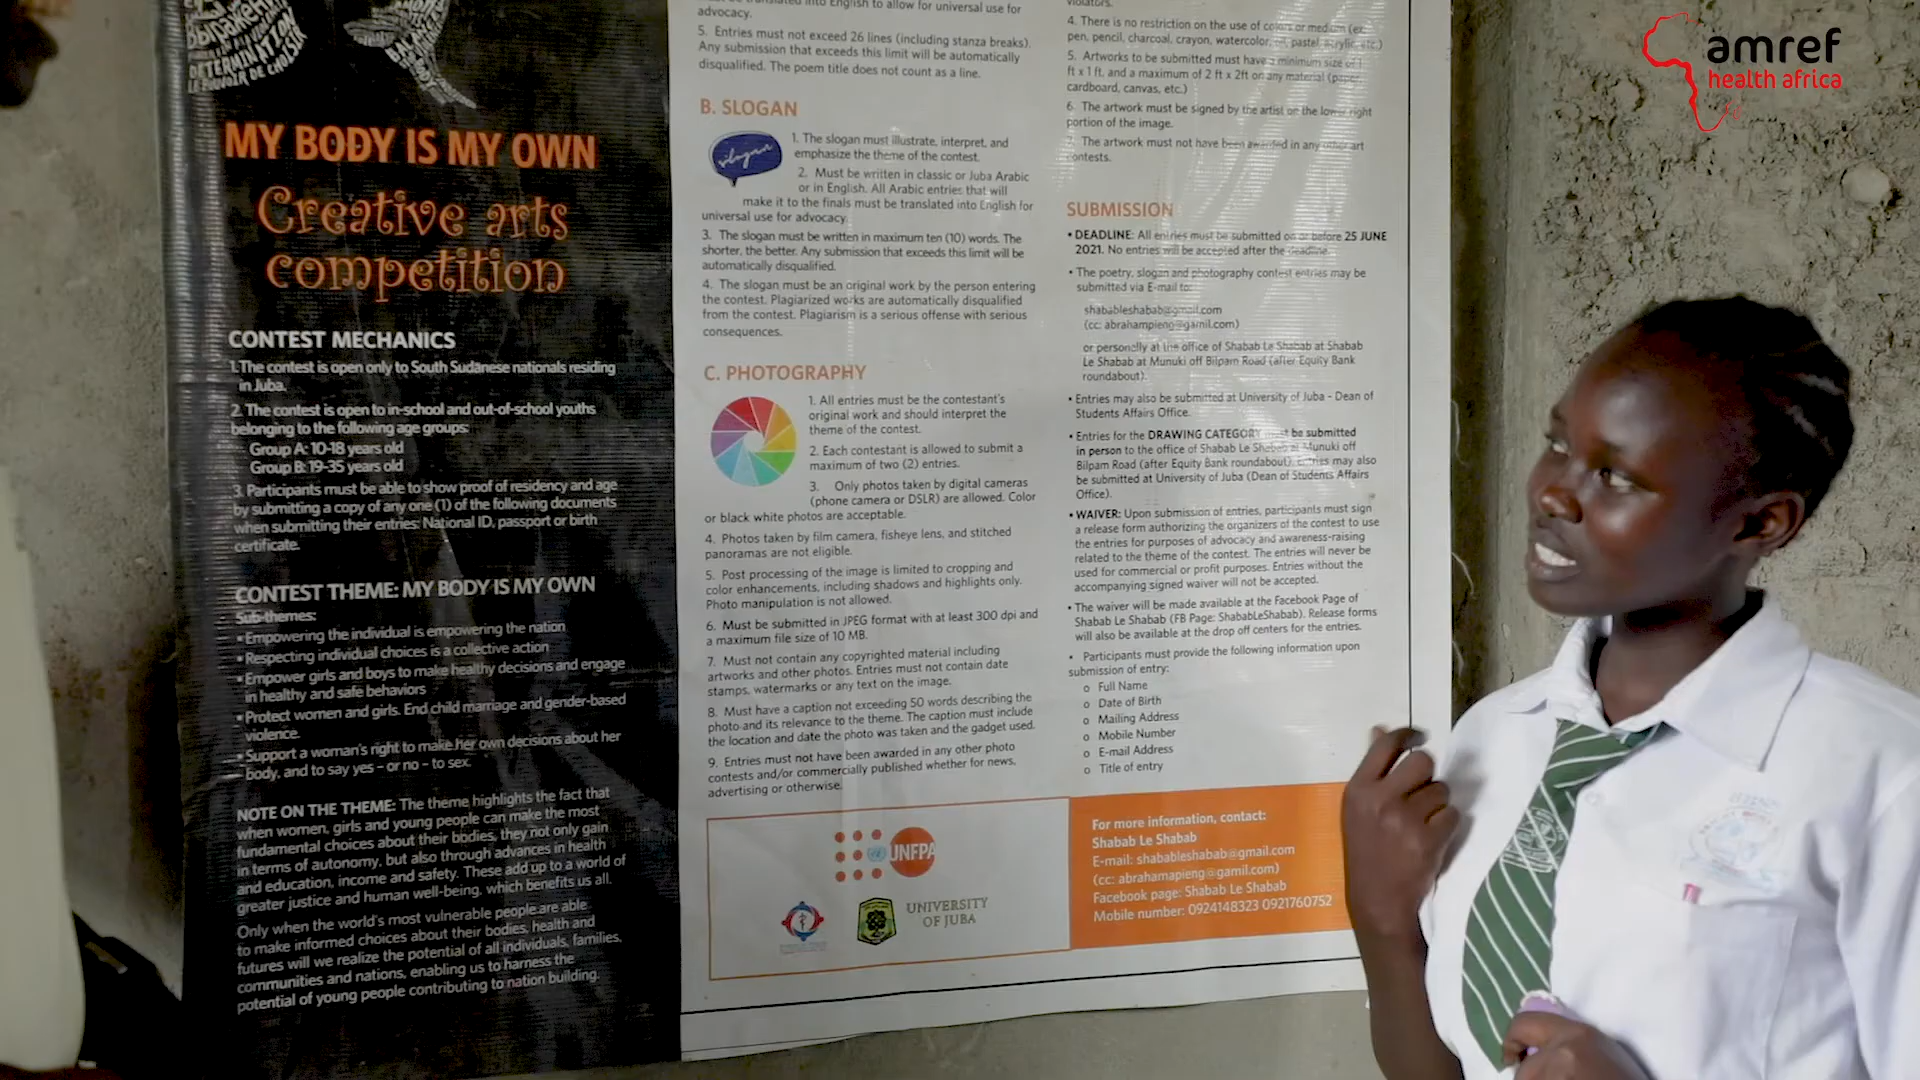 DETERMINATION
LE POUVOIR DE CHOISIR
MY BODY IS MY OWN
Creative arts
competition
CONTEST MECHANICS
1. The contest is open only to South Sudanese nationals residing
in Juba.
2. The contest is open to in-school and out-of-school youths
belonging to the following age groups:
Group A: 10-18 years old
Group B: 19-35 years old
3. Participants must be able to show proof of residency and age
by submitting a copy of any one (1) of the following documents
when submitting their entries: National ID, passport or birth
certificate.
CONTEST THEME: MY BODY IS MY OWN
Sub-themes:
• Empowering the individual is empowering the nation
• Respecting individual choices is a collective action
• Empower girls and boys to make healthy decisions and engage
in healthy and safe behaviors
• Protect women and girls. End child marriage and gender-based
violence.
• Support a woman's right to make her own decisions about her
body, and to say yes – or no – to sex.
NOTE ON THE THEME: The theme highlights the fact that
when women, girls and young people can make the most
fundamental choices about their bodies, they not only gain
in terms of autonomy, but also through advances in health
and education, income and safety. These add up to a world of
greater justice and human well-being, which benefits us all.
Only when the world's most vulnerable people are able
to make informed choices about their bodies, health and
futures will we realize the potential of all individuals, families,
communities and nations, enabling us to harness the
potential of young people contributing to nation building.
must be translated into English to allow for universal use for
advocacy.
5. Entries must not exceed 26 lines (including stanza breaks).
Any submission that exceeds this limit will be automatically
disqualified. The poem title does not count as a line.
B. SLOGAN
slogan
1. The slogan must illustrate, interpret, and
emphasize the theme of the contest.
2. Must be written in classic or Juba Arabic
or in English. All Arabic entries that will
make it to the finals must be translated into English for
universal use for advocacy.
3. The slogan must be written in maximum ten (10) words. The
shorter, the better. Any submission that exceeds this limit will be
automatically disqualified.
4. The slogan must be an original work by the person entering
the contest. Plagiarized works are automatically disqualified
from the contest. Plagiarism is a serious offense with serious
consequences.
C. PHOTOGRAPHY
1. All entries must be the contestant's
original work and should interpret the
theme of the contest.
2. Each contestant is allowed to submit a
maximum of two (2) entries.
3. Only photos taken by digital cameras
(phone camera or DSLR) are allowed. Color
or black white photos are acceptable.
4. Photos taken by film camera, fisheye lens, and stitched
panoramas are not eligible.
5. Post processing of the image is limited to cropping and
color enhancements, including shadows and highlights only.
Photo manipulation is not allowed.
6. Must be submitted in JPEG format with at least 300 dpi and
a maximum file size of 10 MB.
7. Must not contain any copyrighted material including
artworks and other photos. Entries must not contain date
stamps, watermarks or any text on the image.
8. Must have a caption not exceeding 50 words describing the
photo and its relevance to the theme. The caption must include
the location and date the photo was taken and the gadget used.
9. Entries must not have been awarded in any other photo
contests and/or commercially published whether for news,
advertising or otherwise.
UNFPA
UNIVERSITY
OF JUBA
violators.
4. There is no restriction on the use of colors or medium (ex.
pen, pencil, charcoal, crayon, watercolor, oil, pastel, acrylic, etc.)
5. Artworks to be submitted must have a minimum size of 1
ft x 1 ft, and a maximum of 2 ft x 2ft on any material (paper,
cardboard, canvas, etc.)
6. The artwork must be signed by the artist on the lower right
portion of the image.
7. The artwork must not have been awarded in any other art
contests.
SUBMISSION
• DEADLINE: All entries must be submitted on or before 25 JUNE
2021. No entries will be accepted after the deadline.
• The poetry, slogan and photography contest entries may be
submitted via E-mail to:
shabableshabab@gmail.com
(cc: abrahampieng@gamil.com)
or personally at the office of Shabab Le Shabab at Shabab
Le Shabab at Munuki off Bilpam Road (after Equity Bank
roundabout).
• Entries may also be submitted at University of Juba - Dean of
Students Affairs Office.
• Entries for the DRAWING CATEGORY must be submitted
in person to the office of Shabab Le Shabab at Munuki off
Bilpam Road (after Equity Bank roundabout). Entries may also
be submitted at University of Juba (Dean of Students Affairs
Office).
• WAIVER: Upon submission of entries, participants must sign
a release form authorizing the organizers of the contest to use
the entries for purposes of advocacy and awareness-raising
related to the theme of the contest. The entries will never be
used for commercial or profit purposes. Entries without the
accompanying signed waiver will not be accepted.
• The waiver will be made available at the Facebook Page of
Shabab Le Shabab (FB Page: ShababLeShabab). Release forms
will also be available at the drop off centers for the entries.
• Participants must provide the following information upon
submission of entry:
o Full Name
o Date of Birth
o Mailing Address
o Mobile Number
o E-mail Address
o Title of entry
For more information, contact:
Shabab Le Shabab
E-mail: shabableshabab@gmail.com
(cc: abrahamapieng@gamil.com)
Facebook page: Shabab Le Shabab
Mobile number: 0924148323 0921760752
amref
health africa